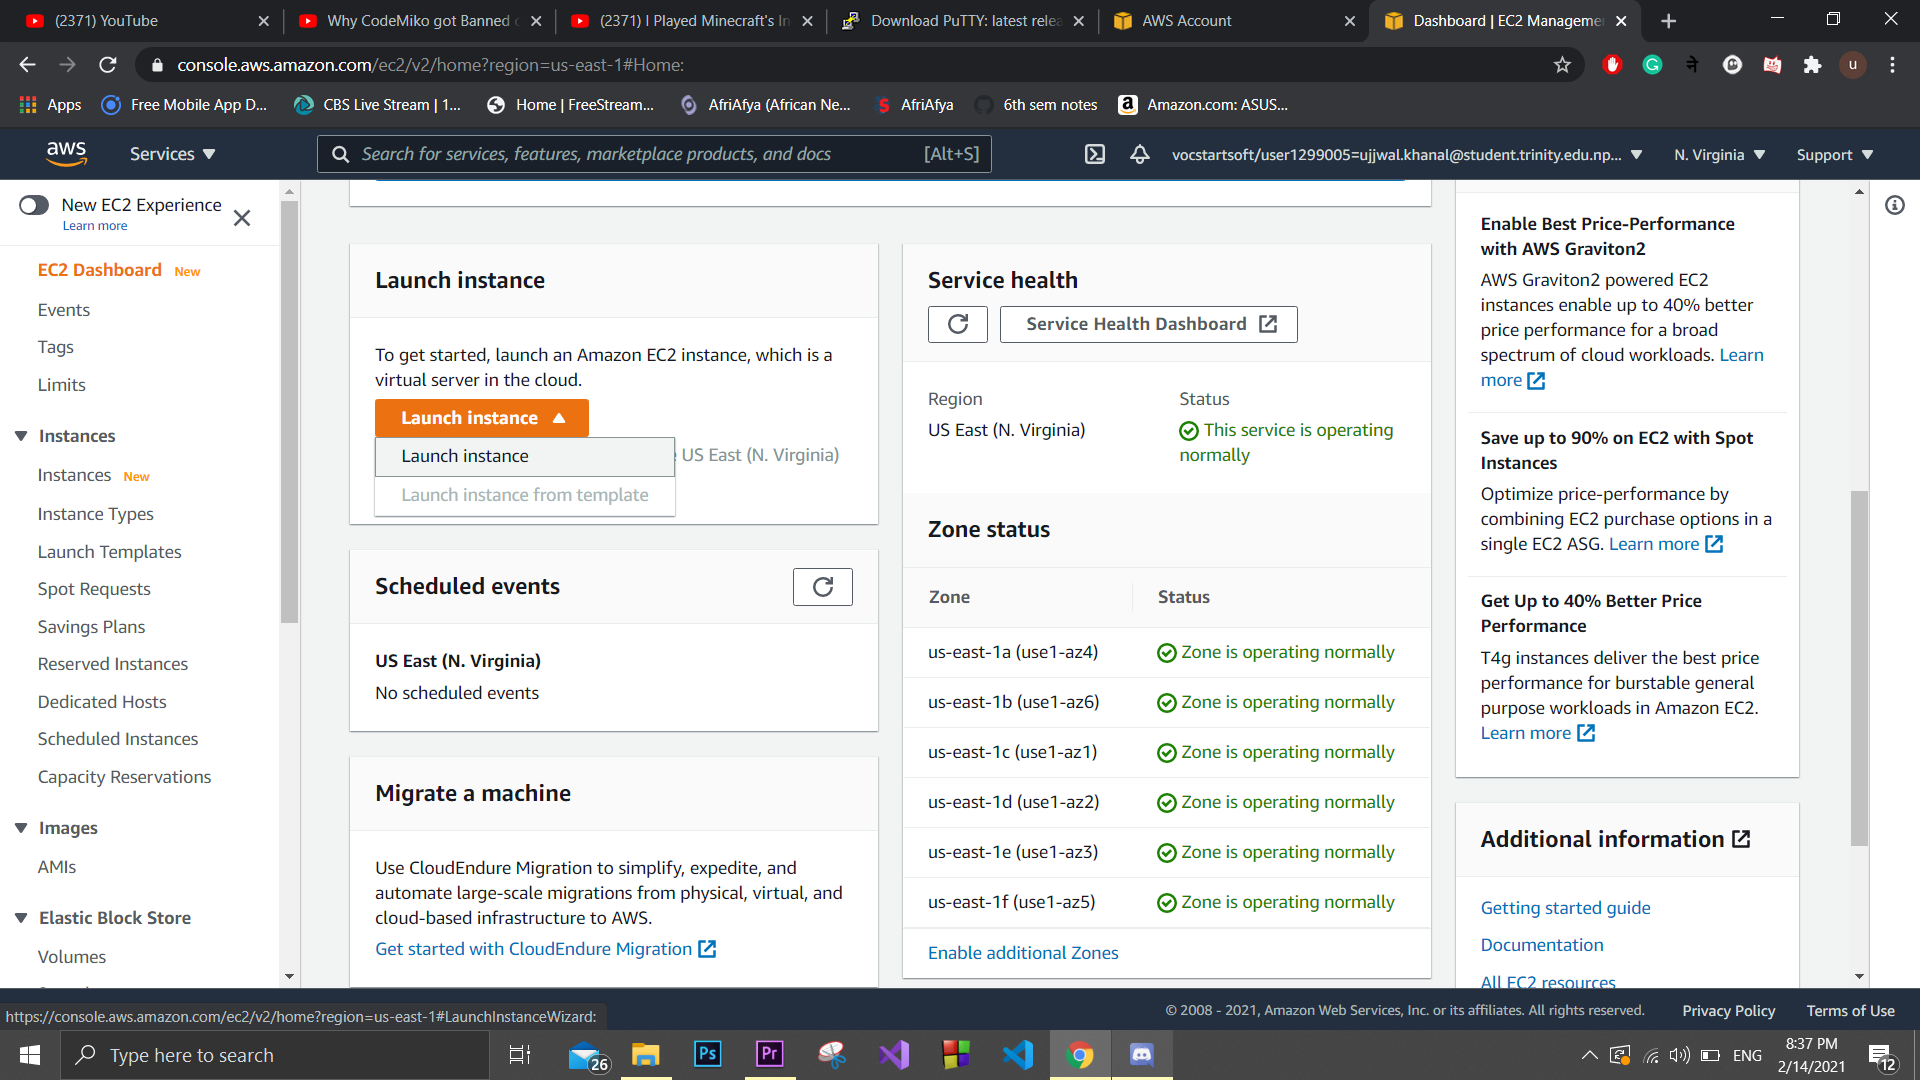 (2371) YouTube
Why CodeMiko got Banned
(2371) I Played Minecraft's In
Download PuTTY: latest relea
AWS Account
Dashboard | EC2 Manageme
console.aws.amazon.com/ec2/v2/home?region=us-east-1#Home:
u
Apps
Free Mobile App D...
CBS Live Stream | 1...
Home | FreeStream...
AfriAfya (African Ne...
AfriAfya
6th sem notes
Amazon.com: ASUS...
aws
Services
Search for services, features, marketplace products, and docs
[Alt+S]
vocstartsoft/user1299005=ujjwal.khanal@student.trinity.edu.np...
N. Virginia
Support
New EC2 Experience
Learn more
EC2 Dashboard New
Events
Tags
Limits
Instances
Instances New
Instance Types
Launch Templates
Spot Requests
Savings Plans
Reserved Instances
Dedicated Hosts
Scheduled Instances
Capacity Reservations
Images
AMIs
Elastic Block Store
Volumes
Launch instance
To get started, launch an Amazon EC2 instance, which is a
virtual server in the cloud.
Launch instance
Launch instance
US East (N. Virginia)
Launch instance from template
Scheduled events
US East (N. Virginia)
No scheduled events
Migrate a machine
Use CloudEndure Migration to simplify, expedite, and
automate large-scale migrations from physical, virtual, and
cloud-based infrastructure to AWS.
Get started with CloudEndure Migration
Service health
Service Health Dashboard
Region
US East (N. Virginia)
Status
This service is operating
normally
Zone status
Zone Status
us-east-1a (use1-az4) Zone is operating normally
us-east-1b (use1-az6) Zone is operating normally
us-east-1c (use1-az1) Zone is operating normally
us-east-1d (use1-az2) Zone is operating normally
us-east-1e (use1-az3) Zone is operating normally
us-east-1f (use1-az5) Zone is operating normally
Enable additional Zones
Enable Best Price-Performance
with AWS Graviton2
AWS Graviton2 powered EC2
instances enable up to 40% better
price performance for a broad
spectrum of cloud workloads. Learn
more
Save up to 90% on EC2 with Spot
Instances
Optimize price-performance by
combining EC2 purchase options in a
single EC2 ASG. Learn more
Get Up to 40% Better Price
Performance
T4g instances deliver the best price
performance for burstable general
purpose workloads in Amazon EC2.
Learn more
Additional information
Getting started guide
Documentation
All EC2 resources
https://console.aws.amazon.com/ec2/v2/home?region=us-east-1#LaunchInstanceWizard:
© 2008 - 2021, Amazon Web Services, Inc. or its affiliates. All rights reserved.
Privacy Policy
Terms of Use
Type here to search
26
Ps
Pr
ENG
8:37 PM
2/14/2021
12